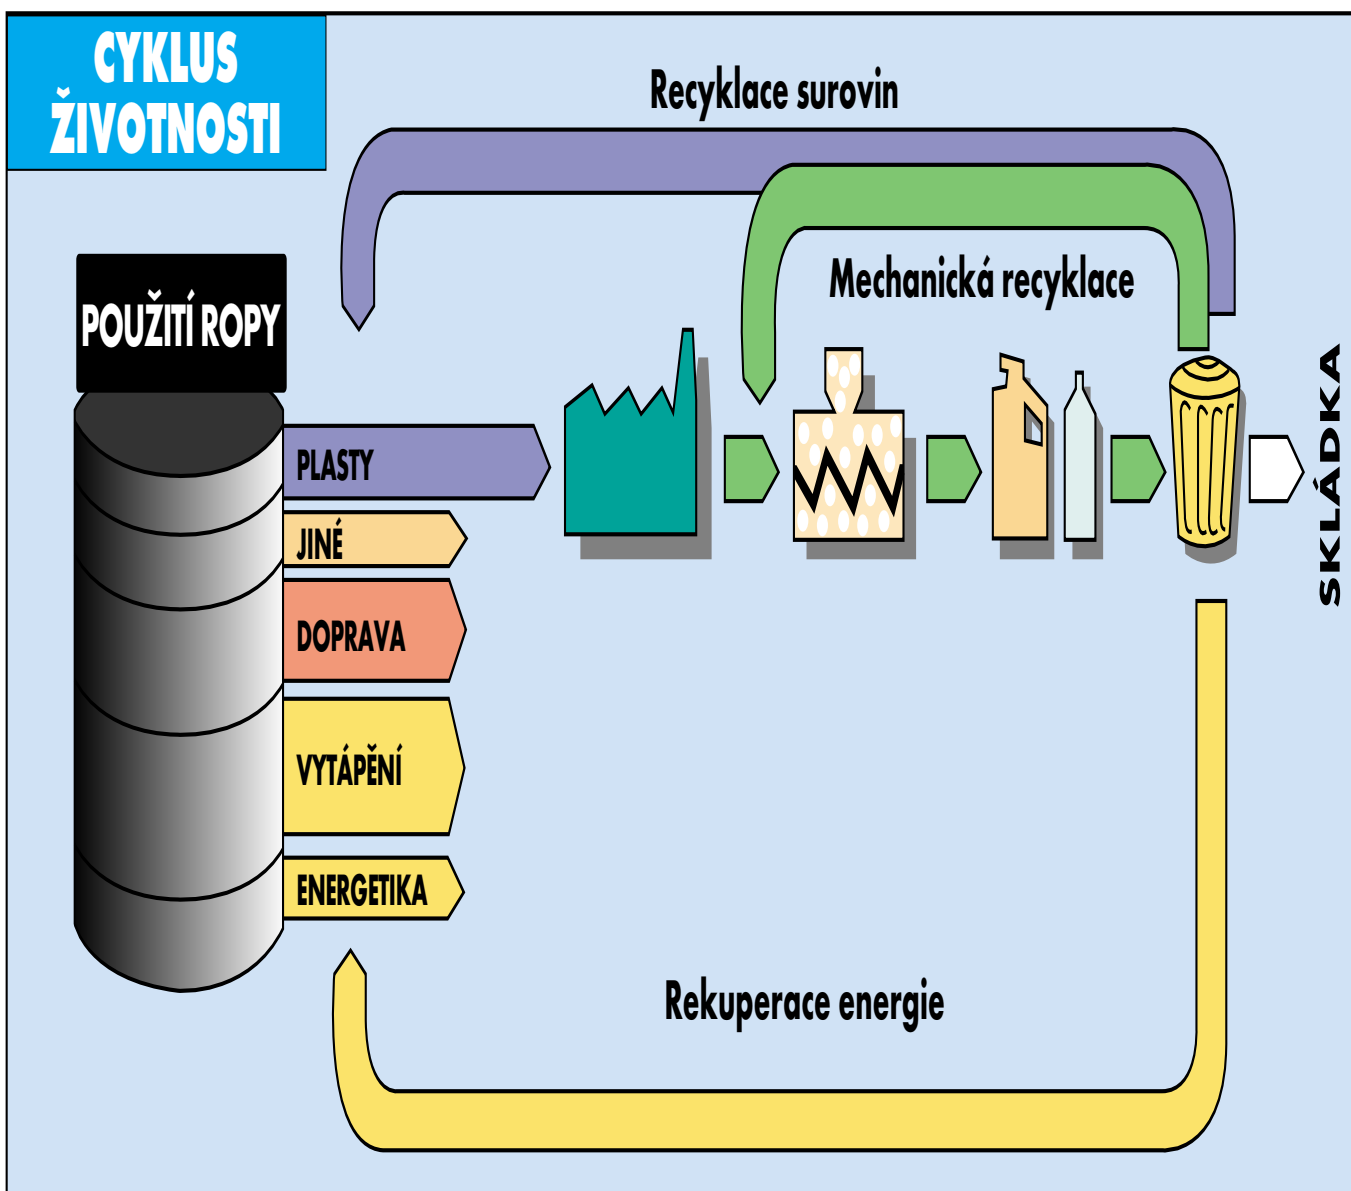 CYKLUS
ŽIVOTNOSTI
Recyklace surovin
Mechanická recyklace
POUŽITÍ ROPY
PLASTY
JINÉ
DOPRAVA
VYTÁPĚNÍ
ENERGETIKA
SKLÁDKA
Rekuperace energie